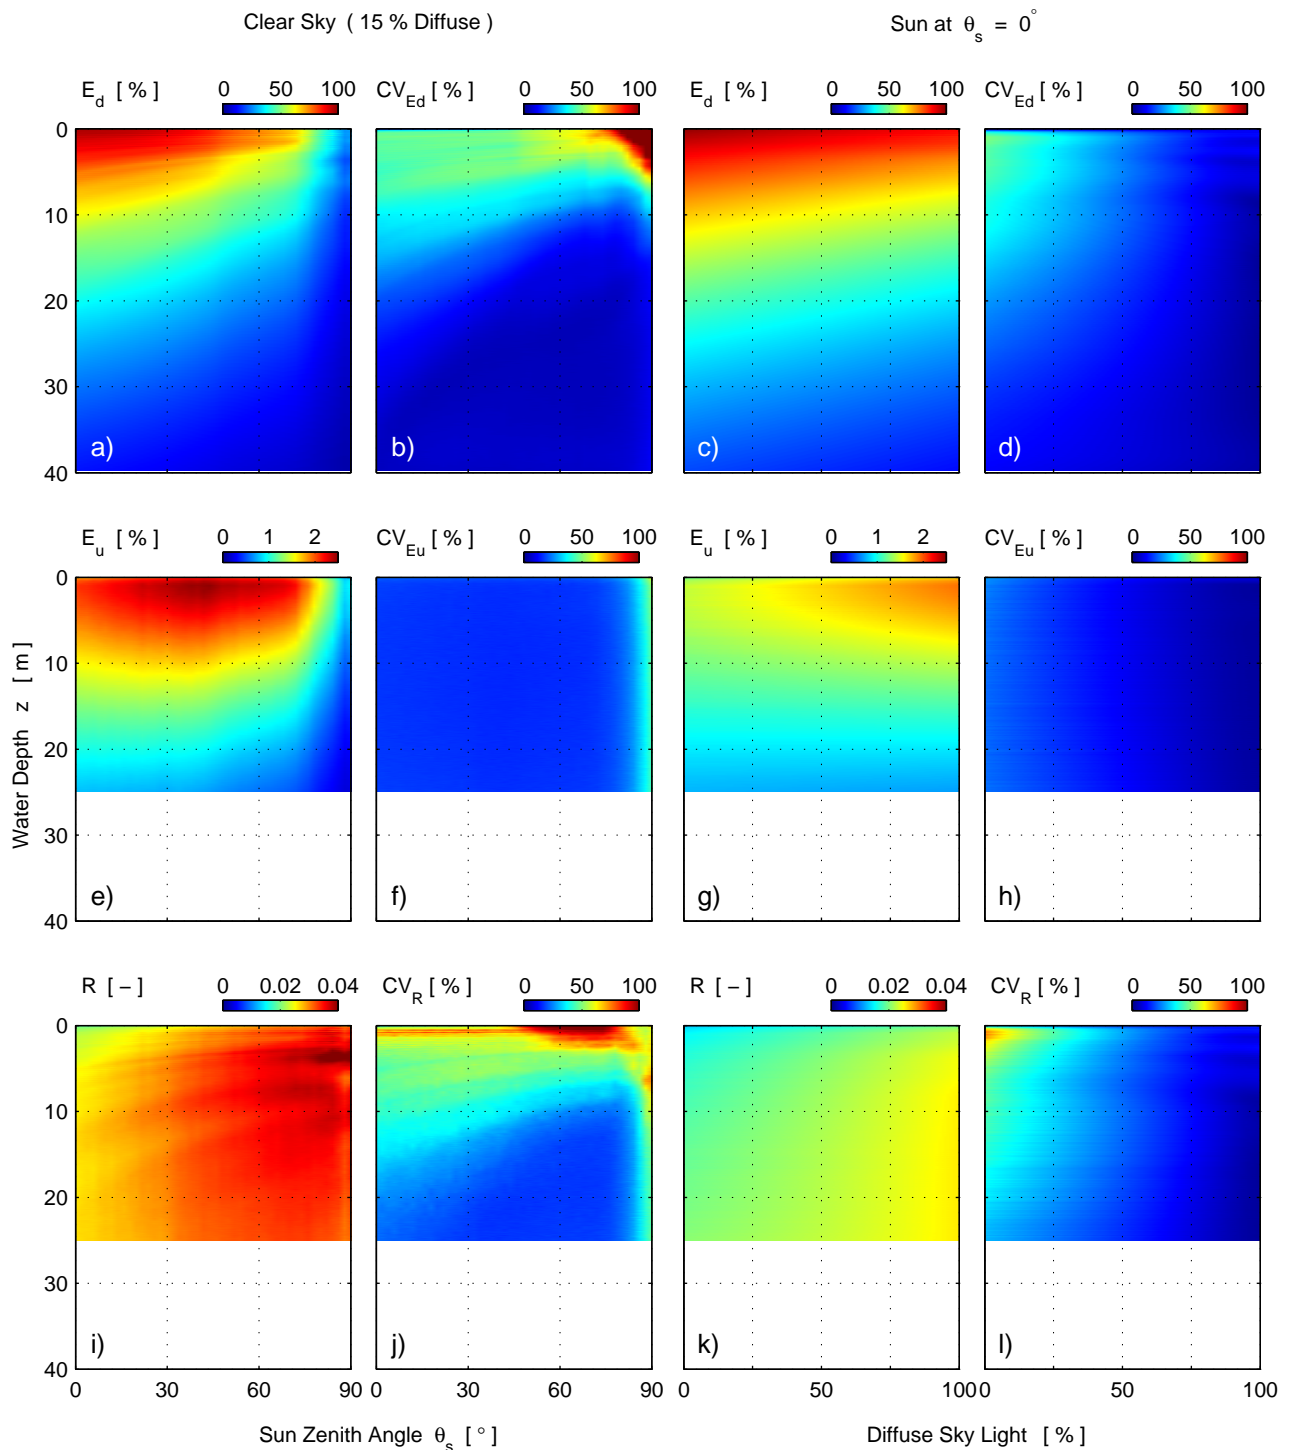 Clear Sky ( 15 % Diffuse )
Sun at θs = 0°
Ed [ % ] 0 50 100
CVEd [ % ] 0 50 100
Ed [ % ] 0 50 100
CVEd [ % ] 0 50 100
0
10
20
30
40
a)
b)
c)
d)
Eu [ % ] 0 1 2
CVEu [ % ] 0 50 100
Eu [ % ] 0 1 2
CVEu [ % ] 0 50 100
Water Depth z [ m ]
0
10
20
30
40
e)
f)
g)
h)
R [ − ] 0 0.02 0.04
CVR [ % ] 0 50 100
R [ − ] 0 0.02 0.04
CVR [ % ] 0 50 100
0
10
20
30
40
i)
j)
k)
l)
0 30 60 90
0 30 60 90
0 50 100
0 50 100
Sun Zenith Angle θs [ ° ]
Diffuse Sky Light [ % ]